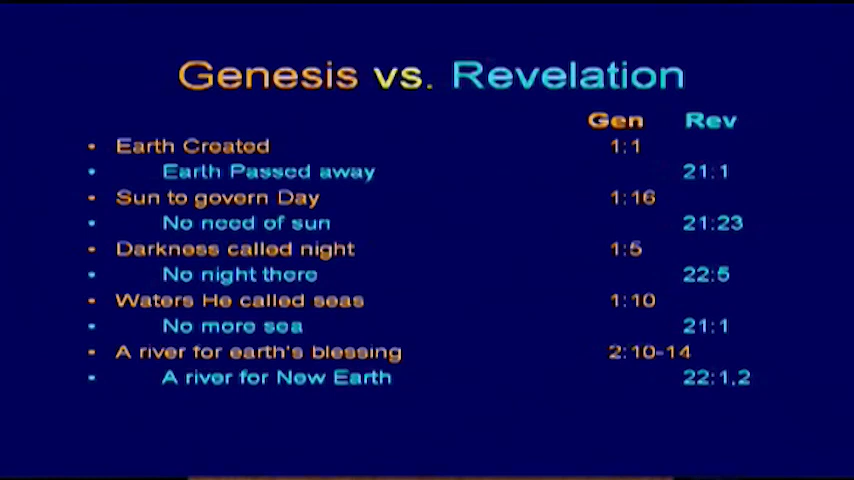 Genesis vs. Revelation
Gen Rev
• Earth Created 1:1
• Earth Passed away 21:1
• Sun to govern Day 1:16
• No need of sun 21:23
• Darkness called night 1:5
• No night there 22:5
• Waters He called seas 1:10
• No more sea 21:1
• A river for earth's blessing 2:10-14
• A river for New Earth 22:1,2